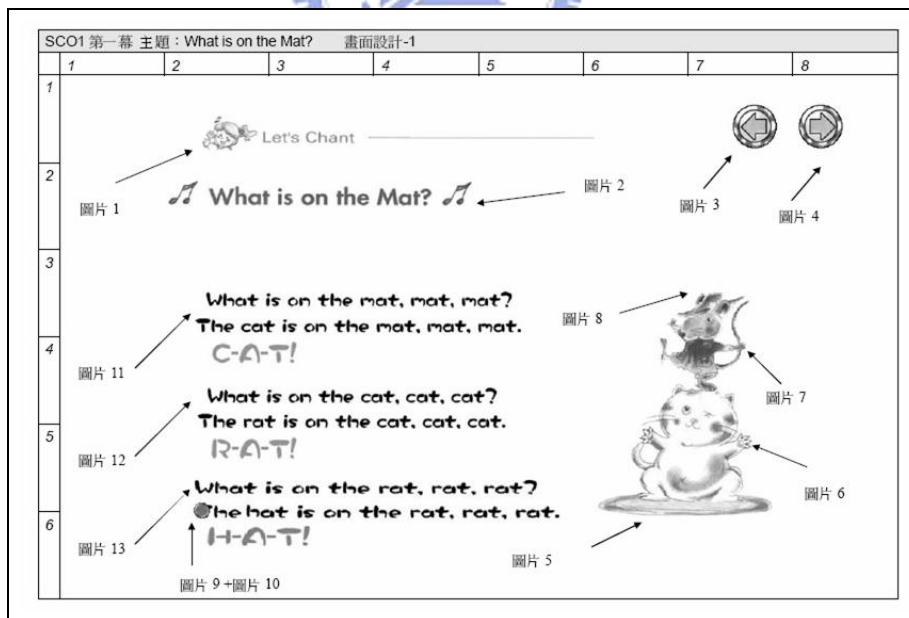 SCO1 第一幕 主題：What is on the Mat? 畫面設計-1
1 2 3 4 5 6 7 8
1
Let's Chant
2
圖片 1
What is on the Mat?
圖片 2
圖片 3
圖片 4
3
What is on the mat, mat, mat?
The cat is on the mat, mat, mat.
C-A-T!
圖片 8
4
圖片 11
圖片 7
What is on the cat, cat, cat?
The rat is on the cat, cat, cat.
R-A-T!
5
圖片 12
圖片 6
What is on the rat, rat, rat?
The hat is on the rat, rat, rat.
H-A-T!
6
圖片 13
圖片 5
圖片 9 +圖片 10